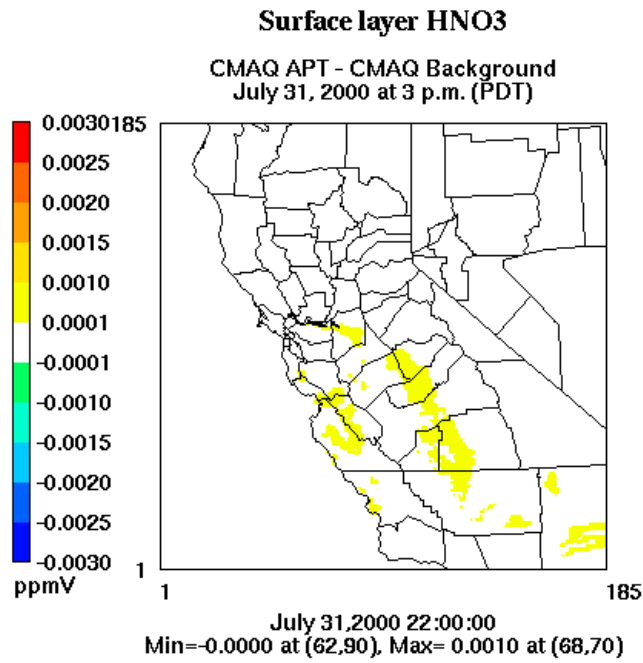 Surface layer HNO3
CMAQ APT - CMAQ Background
July 31, 2000 at 3 p.m. (PDT)
0.0030
0.0025
0.0020
0.0015
0.0010
0.0001
-0.0001
-0.0010
-0.0015
-0.0020
-0.0025
-0.0030
ppmV
185
1
1
185
July 31,2000 22:00:00
Min=-0.0000 at (62,90), Max= 0.0010 at (68,70)